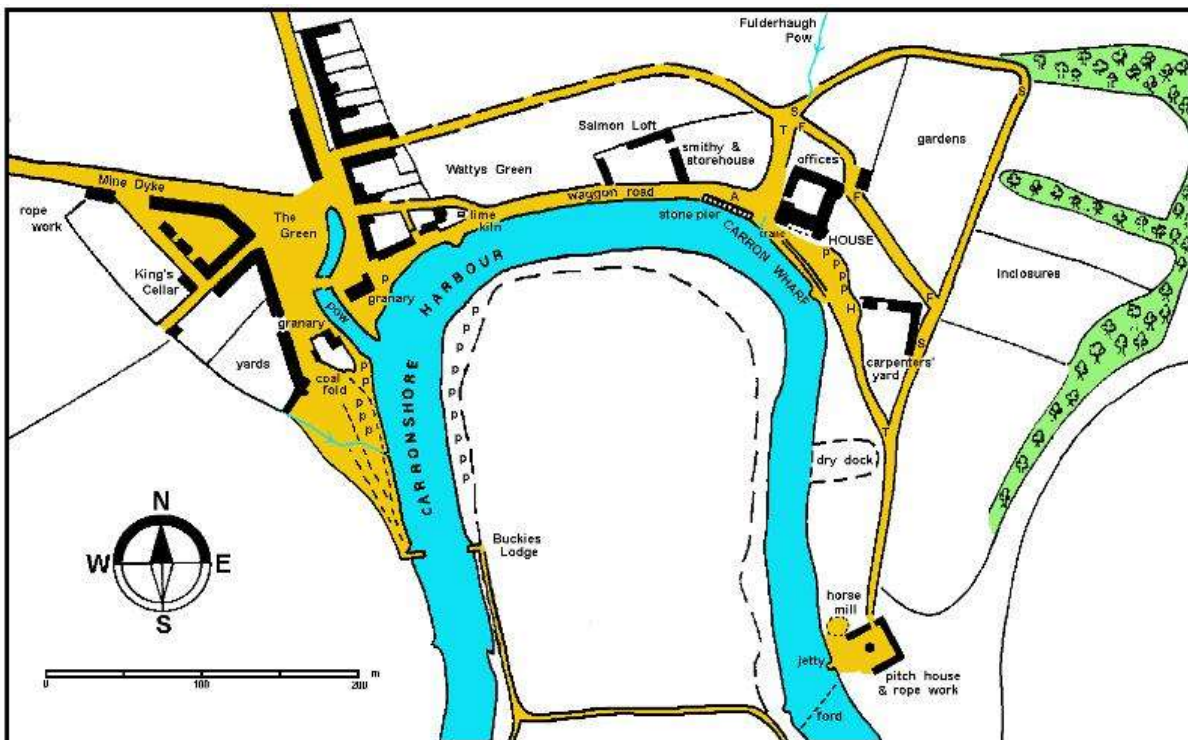 Fulderhaugh
Pow
S
T
F
Salmon Loft
smithy &
storehouse
offices
gardens
S
Wattys Green
Mine Dyke
rope
work
The
Green
waggon road
A
F
lime
kiln
stone pier
crane
HOUSE
King's
Cellar
P
granary
HARBOUR
CARRON WHARF
P
P
P
P
H
F
Inclosures
granary
pow
yards
coal
fold
P
P
P
P
P
P
P
P
P
P
P
P
P
S
carpenters'
yard
T
CARRONSHORE
dry dock
N
W
E
S
Buckies
Lodge
horse
mill
jetty
pitch house
& rope work
ford
0
100
200
m